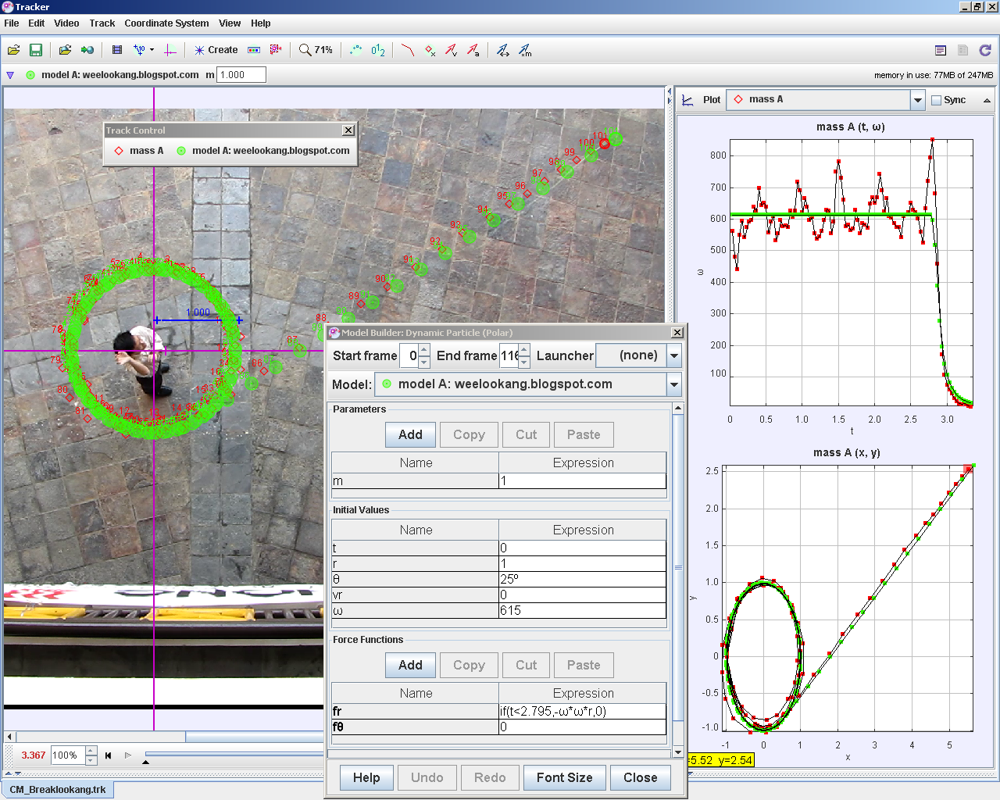 Tracker
File Edit Video Track Coordinate System View Help
Create 71%
model A: weelookang.blogspot.com m 1.000
memory in use: 77MB of 247MB
Track Control
mass A model A: weelookang.blogspot.com
1.000
101
100
99
98
97
96
95
94
93
92
91
90
89
88
87
86
79
80
81
Plot mass A Sync
mass A (t, ω)
800
700
600
500
ω
400
300
200
100
0 0.5 1.0 1.5 2.0 2.5 3.0
t
mass A (x, y)
2.5
2.0
1.5
1.0
y
0.5
0
-0.5
-1.0
-1 0 1 2 3 4 5
x
=5.52 y=2.54
Model Builder: Dynamic Particle (Polar)
Start frame 0 End frame 116 Launcher (none)
Model: model A: weelookang.blogspot.com
Parameters
Add Copy Cut Paste
Name Expression
m 1
Initial Values
Name Expression
t 0
r 1
θ 25º
vr 0
ω 615
Force Functions
Add Copy Cut Paste
Name Expression
fr if(t<2.795,-ω*ω*r,0)
fθ 0
Help Undo Redo Font Size Close
3.367 100%
CM_Breaklookang.trk